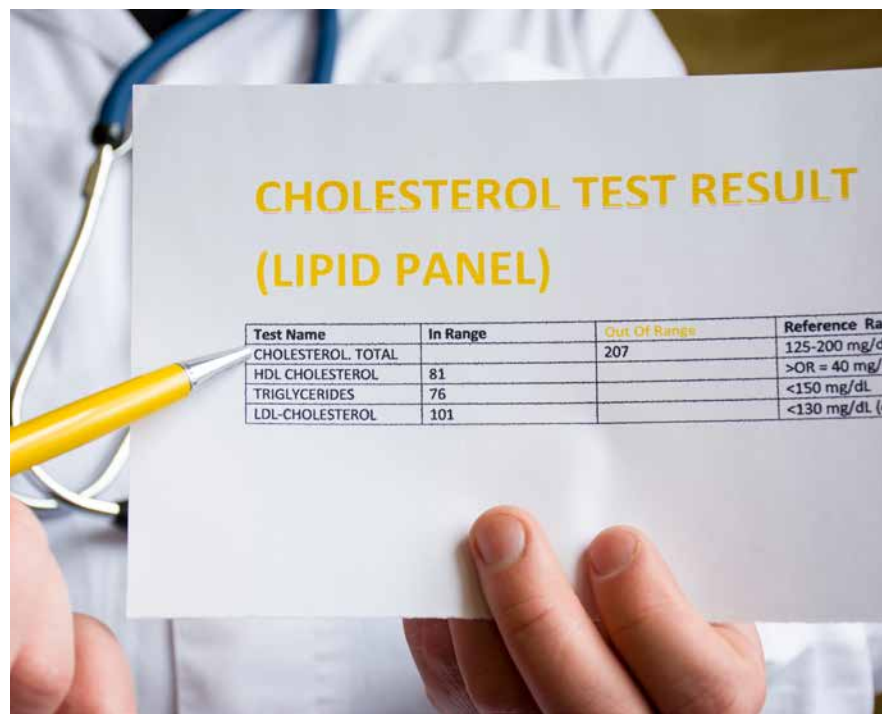 CHOLESTEROL TEST RESULT
(LIPID PANEL)
Test Name In Range Out Of Range Reference Ra
CHOLESTEROL. TOTAL 207 125-200 mg/d
HDL CHOLESTEROL 81 >OR = 40 mg/
TRIGLYCERIDES 76 <150 mg/dL
LDL-CHOLESTEROL 101 <130 mg/dL (